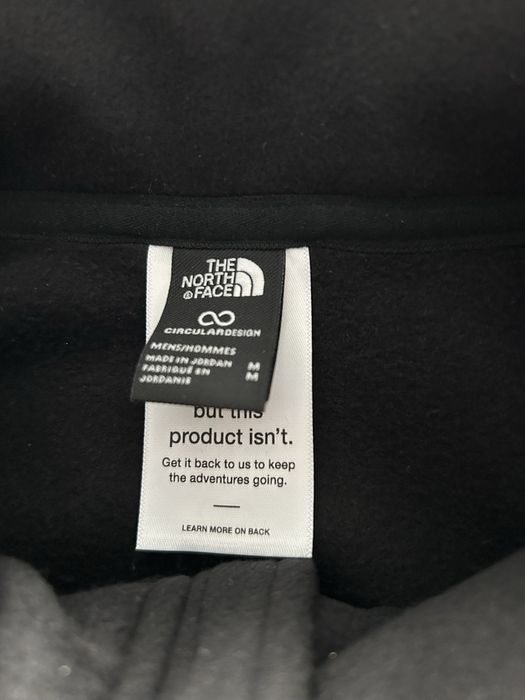 THE
NORTH
FACE
CIRCULARDESIGN
MENS/HOMMES
MADE IN JORDAN M
FABRIQUÉ EN M
JORDANIE
but this
product isn't.
Get it back to us to keep
the adventures going.
LEARN MORE ON BACK